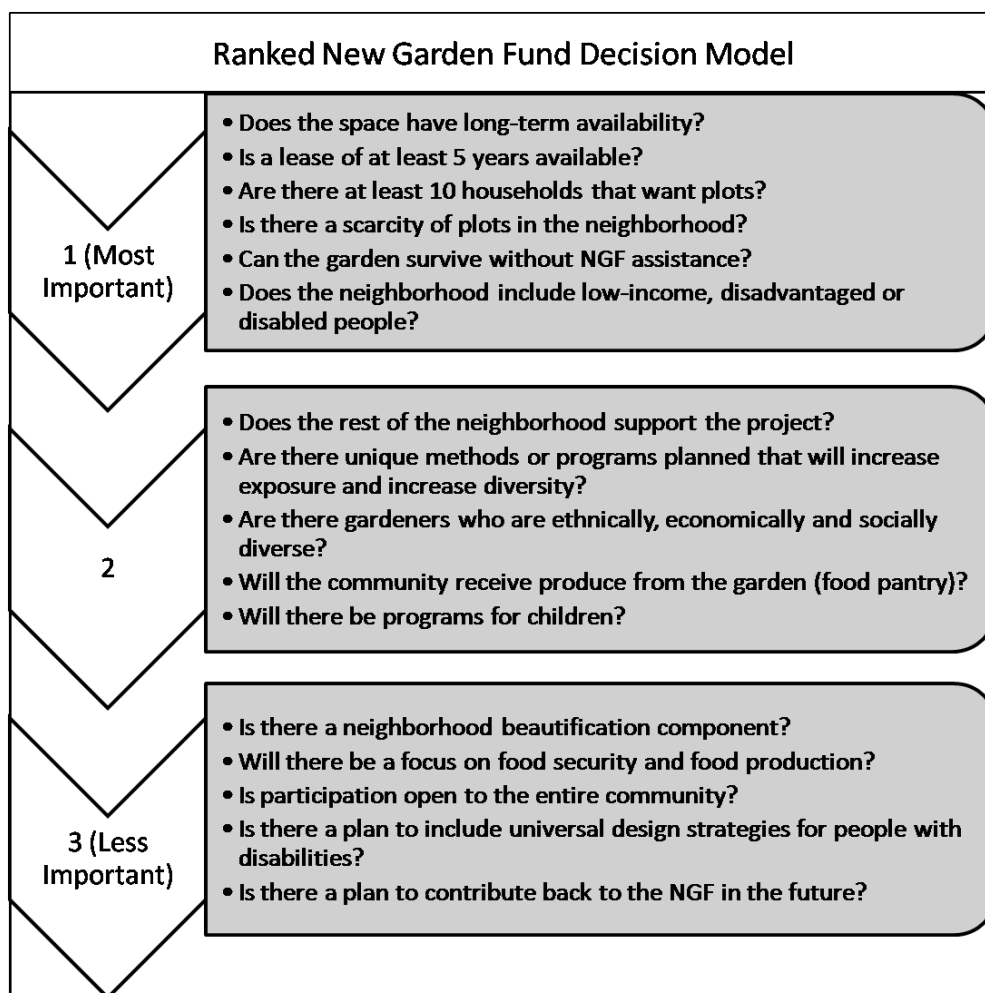 Ranked New Garden Fund Decision Model
1 (Most
Important)
• Does the space have long-term availability?
• Is a lease of at least 5 years available?
• Are there at least 10 households that want plots?
• Is there a scarcity of plots in the neighborhood?
• Can the garden survive without NGF assistance?
• Does the neighborhood include low-income, disadvantaged or
disabled people?
2
• Does the rest of the neighborhood support the project?
• Are there unique methods or programs planned that will increase
exposure and increase diversity?
• Are there gardeners who are ethnically, economically and socially
diverse?
• Will the community receive produce from the garden (food pantry)?
• Will there be programs for children?
3 (Less
Important)
• Is there a neighborhood beautification component?
• Will there be a focus on food security and food production?
• Is participation open to the entire community?
• Is there a plan to include universal design strategies for people with
disabilities?
• Is there a plan to contribute back to the NGF in the future?